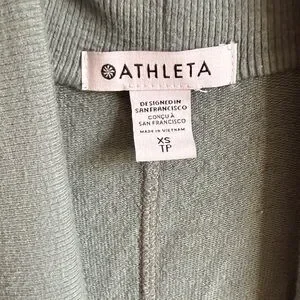 ATHLETA
DESIGNED IN
SAN FRANCISCO
CONÇU À
SAN FRANCISCO
MADE IN VIETNAM
XS
TP